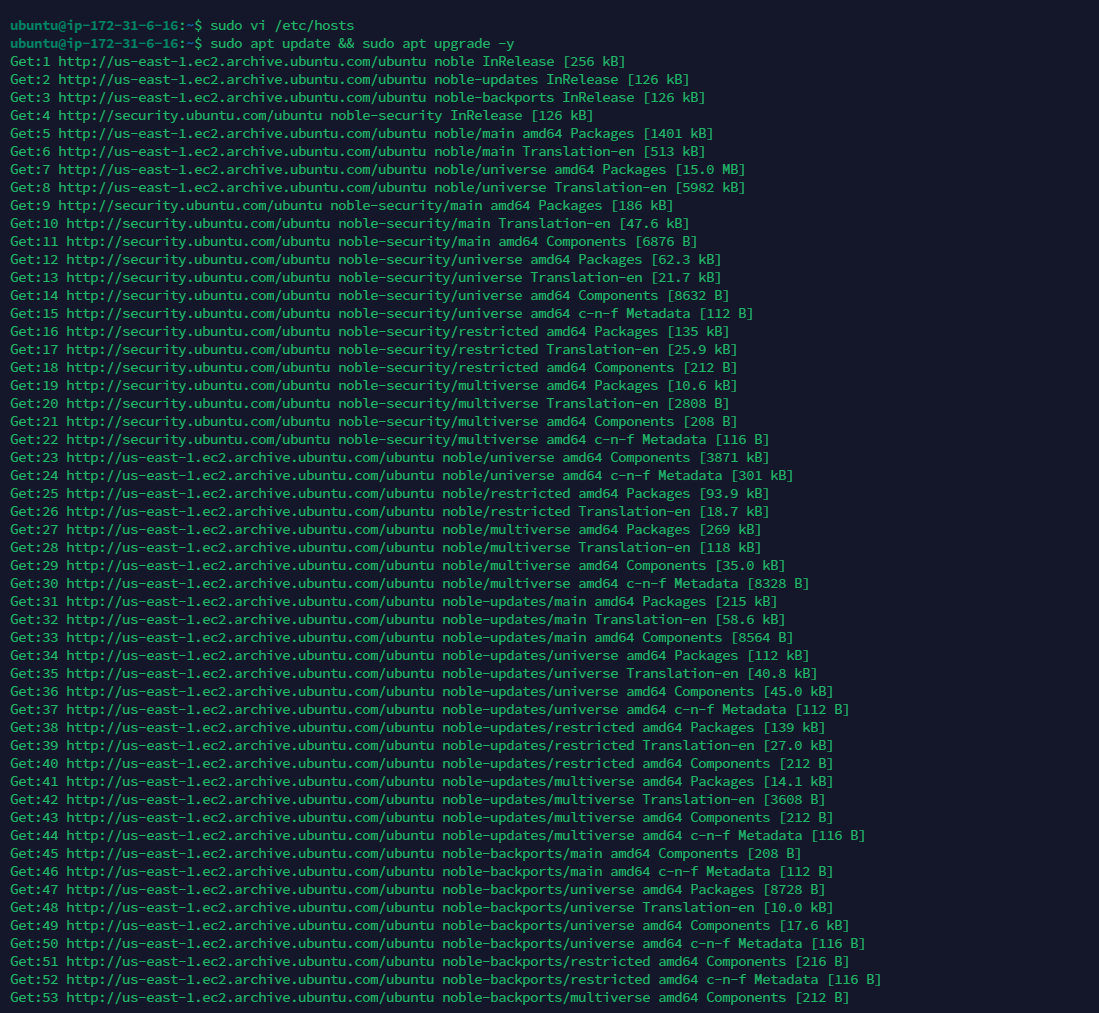 ubuntu@ip-172-31-6-16:~$ sudo vi /etc/hosts
ubuntu@ip-172-31-6-16:~$ sudo apt update && sudo apt upgrade -y
Get:1 http://us-east-1.ec2.archive.ubuntu.com/ubuntu noble InRelease [256 kB]
Get:2 http://us-east-1.ec2.archive.ubuntu.com/ubuntu noble-updates InRelease [126 kB]
Get:3 http://us-east-1.ec2.archive.ubuntu.com/ubuntu noble-backports InRelease [126 kB]
Get:4 http://security.ubuntu.com/ubuntu noble-security InRelease [126 kB]
Get:5 http://us-east-1.ec2.archive.ubuntu.com/ubuntu noble/main amd64 Packages [1401 kB]
Get:6 http://us-east-1.ec2.archive.ubuntu.com/ubuntu noble/main Translation-en [513 kB]
Get:7 http://us-east-1.ec2.archive.ubuntu.com/ubuntu noble/universe amd64 Packages [15.0 MB]
Get:8 http://us-east-1.ec2.archive.ubuntu.com/ubuntu noble/universe Translation-en [5982 kB]
Get:9 http://security.ubuntu.com/ubuntu noble-security/main amd64 Packages [186 kB]
Get:10 http://security.ubuntu.com/ubuntu noble-security/main Translation-en [47.6 kB]
Get:11 http://security.ubuntu.com/ubuntu noble-security/main amd64 Components [6876 B]
Get:12 http://security.ubuntu.com/ubuntu noble-security/universe amd64 Packages [62.3 kB]
Get:13 http://security.ubuntu.com/ubuntu noble-security/universe Translation-en [21.7 kB]
Get:14 http://security.ubuntu.com/ubuntu noble-security/universe amd64 Components [8632 B]
Get:15 http://security.ubuntu.com/ubuntu noble-security/universe amd64 c-n-f Metadata [112 B]
Get:16 http://security.ubuntu.com/ubuntu noble-security/restricted amd64 Packages [135 kB]
Get:17 http://security.ubuntu.com/ubuntu noble-security/restricted Translation-en [25.9 kB]
Get:18 http://security.ubuntu.com/ubuntu noble-security/restricted amd64 Components [212 B]
Get:19 http://security.ubuntu.com/ubuntu noble-security/multiverse amd64 Packages [10.6 kB]
Get:20 http://security.ubuntu.com/ubuntu noble-security/multiverse Translation-en [2808 B]
Get:21 http://security.ubuntu.com/ubuntu noble-security/multiverse amd64 Components [208 B]
Get:22 http://security.ubuntu.com/ubuntu noble-security/multiverse amd64 c-n-f Metadata [116 B]
Get:23 http://us-east-1.ec2.archive.ubuntu.com/ubuntu noble/universe amd64 Components [3871 kB]
Get:24 http://us-east-1.ec2.archive.ubuntu.com/ubuntu noble/universe amd64 c-n-f Metadata [301 kB]
Get:25 http://us-east-1.ec2.archive.ubuntu.com/ubuntu noble/restricted amd64 Packages [93.9 kB]
Get:26 http://us-east-1.ec2.archive.ubuntu.com/ubuntu noble/restricted Translation-en [18.7 kB]
Get:27 http://us-east-1.ec2.archive.ubuntu.com/ubuntu noble/multiverse amd64 Packages [269 kB]
Get:28 http://us-east-1.ec2.archive.ubuntu.com/ubuntu noble/multiverse Translation-en [118 kB]
Get:29 http://us-east-1.ec2.archive.ubuntu.com/ubuntu noble/multiverse amd64 Components [35.0 kB]
Get:30 http://us-east-1.ec2.archive.ubuntu.com/ubuntu noble/multiverse amd64 c-n-f Metadata [8328 B]
Get:31 http://us-east-1.ec2.archive.ubuntu.com/ubuntu noble-updates/main amd64 Packages [215 kB]
Get:32 http://us-east-1.ec2.archive.ubuntu.com/ubuntu noble-updates/main Translation-en [58.6 kB]
Get:33 http://us-east-1.ec2.archive.ubuntu.com/ubuntu noble-updates/main amd64 Components [8564 B]
Get:34 http://us-east-1.ec2.archive.ubuntu.com/ubuntu noble-updates/universe amd64 Packages [112 kB]
Get:35 http://us-east-1.ec2.archive.ubuntu.com/ubuntu noble-updates/universe Translation-en [40.8 kB]
Get:36 http://us-east-1.ec2.archive.ubuntu.com/ubuntu noble-updates/universe amd64 Components [45.0 kB]
Get:37 http://us-east-1.ec2.archive.ubuntu.com/ubuntu noble-updates/universe amd64 c-n-f Metadata [112 B]
Get:38 http://us-east-1.ec2.archive.ubuntu.com/ubuntu noble-updates/restricted amd64 Packages [139 kB]
Get:39 http://us-east-1.ec2.archive.ubuntu.com/ubuntu noble-updates/restricted Translation-en [27.0 kB]
Get:40 http://us-east-1.ec2.archive.ubuntu.com/ubuntu noble-updates/restricted amd64 Components [212 B]
Get:41 http://us-east-1.ec2.archive.ubuntu.com/ubuntu noble-updates/multiverse amd64 Packages [14.1 kB]
Get:42 http://us-east-1.ec2.archive.ubuntu.com/ubuntu noble-updates/multiverse Translation-en [3608 B]
Get:43 http://us-east-1.ec2.archive.ubuntu.com/ubuntu noble-updates/multiverse amd64 Components [212 B]
Get:44 http://us-east-1.ec2.archive.ubuntu.com/ubuntu noble-updates/multiverse amd64 c-n-f Metadata [116 B]
Get:45 http://us-east-1.ec2.archive.ubuntu.com/ubuntu noble-backports/main amd64 Components [208 B]
Get:46 http://us-east-1.ec2.archive.ubuntu.com/ubuntu noble-backports/main amd64 c-n-f Metadata [112 B]
Get:47 http://us-east-1.ec2.archive.ubuntu.com/ubuntu noble-backports/universe amd64 Packages [8728 B]
Get:48 http://us-east-1.ec2.archive.ubuntu.com/ubuntu noble-backports/universe Translation-en [10.0 kB]
Get:49 http://us-east-1.ec2.archive.ubuntu.com/ubuntu noble-backports/universe amd64 Components [17.6 kB]
Get:50 http://us-east-1.ec2.archive.ubuntu.com/ubuntu noble-backports/universe amd64 c-n-f Metadata [116 B]
Get:51 http://us-east-1.ec2.archive.ubuntu.com/ubuntu noble-backports/restricted amd64 Components [216 B]
Get:52 http://us-east-1.ec2.archive.ubuntu.com/ubuntu noble-backports/restricted amd64 c-n-f Metadata [116 B]
Get:53 http://us-east-1.ec2.archive.ubuntu.com/ubuntu noble-backports/multiverse amd64 Components [212 B]